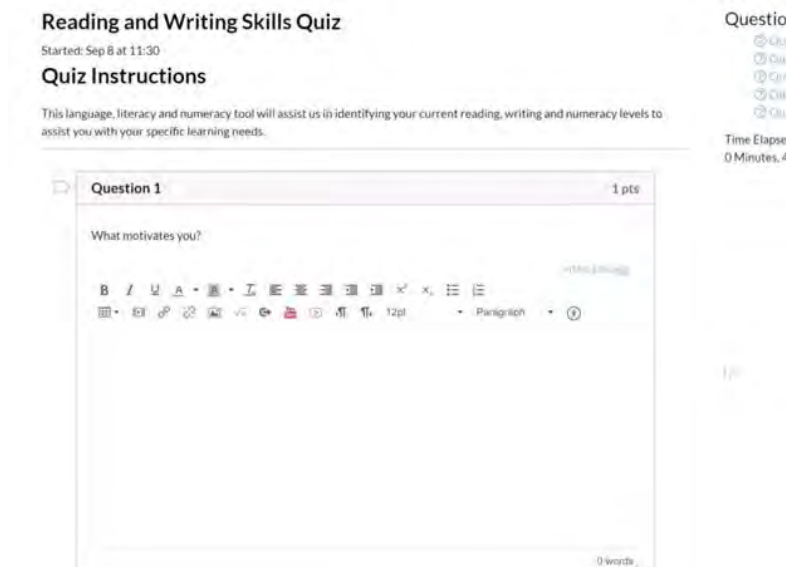 Reading and Writing Skills Quiz
Started: Sep 8 at 11:30
Quiz Instructions
This language, literacy and numeracy tool will assist us in identifying your current reading, writing and numeracy levels to
assist you with your specific learning needs.
Question 1
1 pts
What motivates you?
12pt
Paragraph
0 words
Questio
Time Elapse
0 Minutes, 4